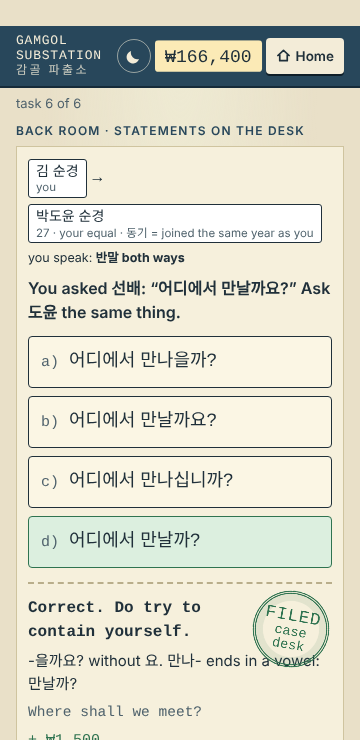 GAMGOL
SUBSTATION
감골 파출소
₩166,400
Home
task 6 of 6
BACK ROOM · STATEMENTS ON THE DESK
김 순경
you
→
박도윤 순경
27 · your equal · 동기 = joined the same year as you
you speak: 반말 both ways
You asked 선배: “어디에서 만날까요?” Ask
도윤 the same thing.
a) 어디에서 만나을까?
b) 어디에서 만날까요?
c) 어디에서 만나십니까?
d) 어디에서 만날까?
Correct. Do try to
contain yourself.
FILED
case
desk
-을까요? without 요. 만나- ends in a vowel:
만날까?
Where shall we meet?
+ ₩1,500